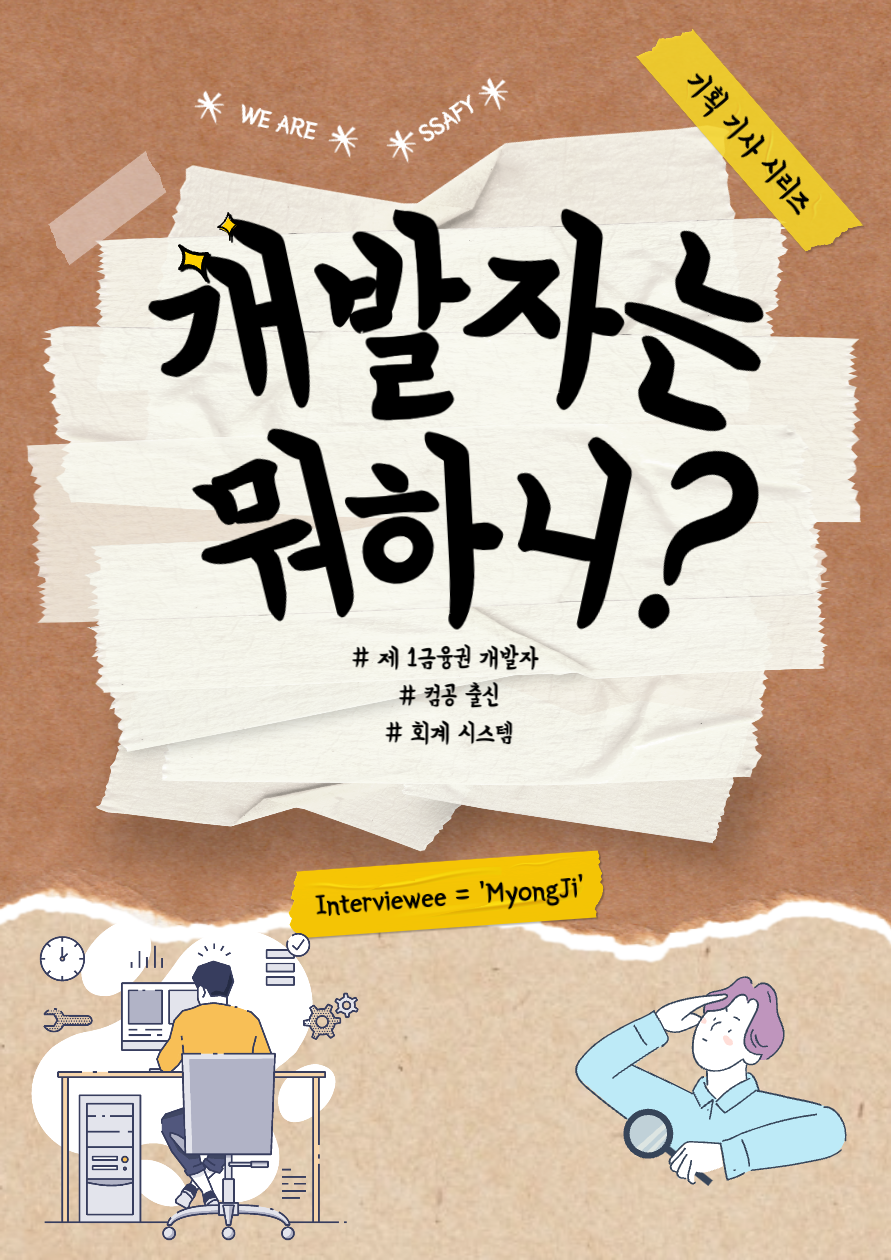 WE ARE SSAFY
기획 기사 시리즈
개발자는
뭐하니?
# 제 1금융권 개발자
# 컴공 출신
# 회계 시스템
Interviewee = 'MyongJi'